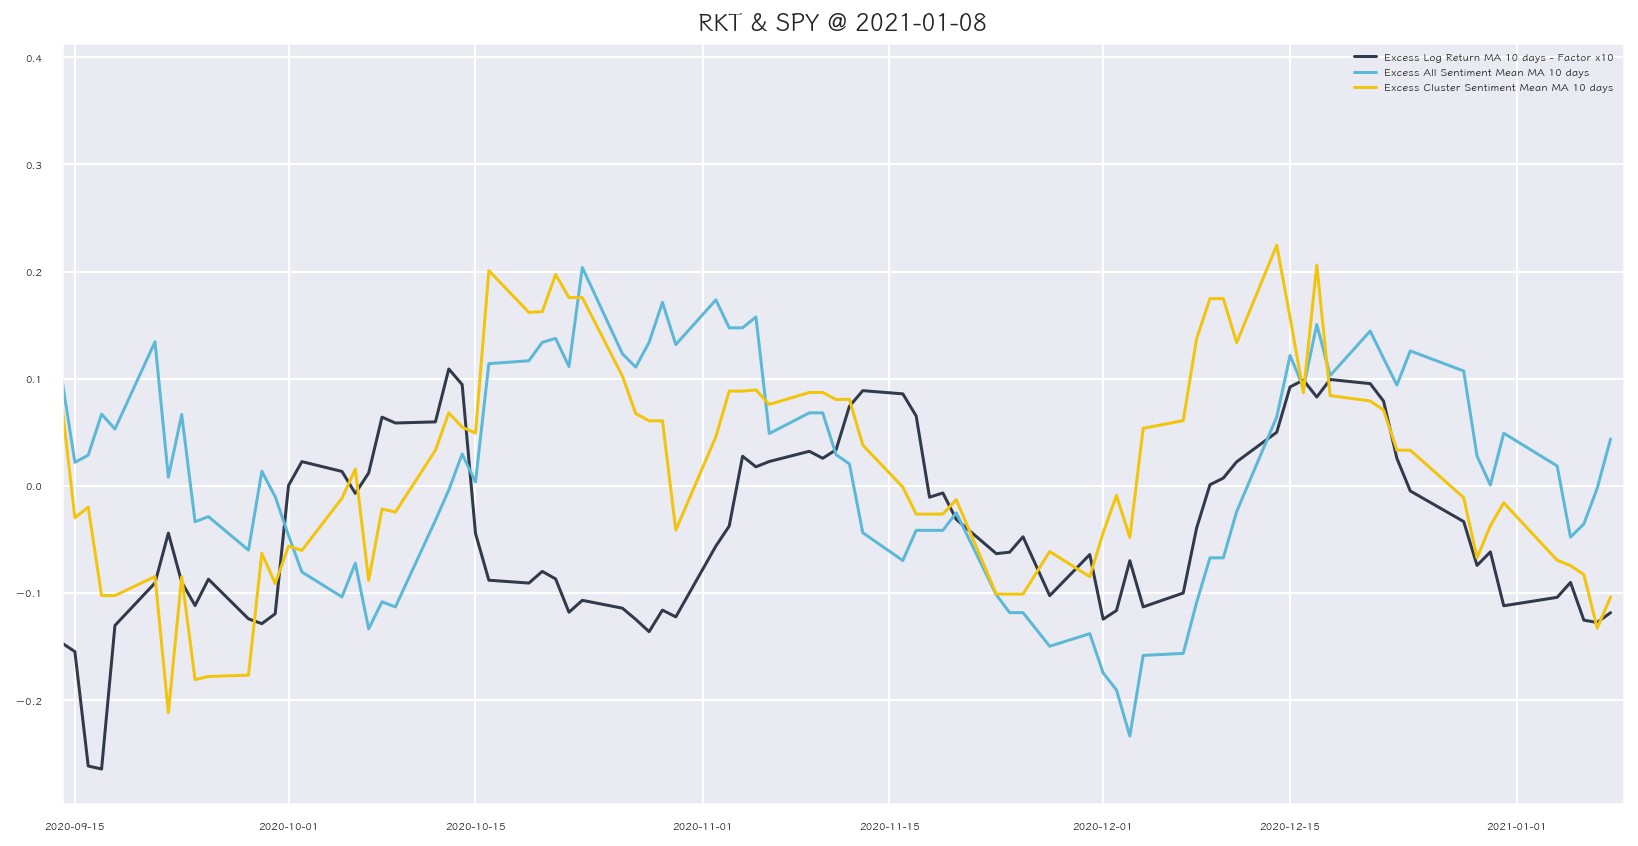 RKT & SPY @ 2021-01-08
Excess Log Return MA 10 days - Factor x10
Excess All Sentiment Mean MA 10 days
Excess Cluster Sentiment Mean MA 10 days
0.4
0.3
0.2
0.1
0.0
−0.1
−0.2
2020-09-15 2020-10-01 2020-10-15 2020-11-01 2020-11-15 2020-12-01 2020-12-15 2021-01-01